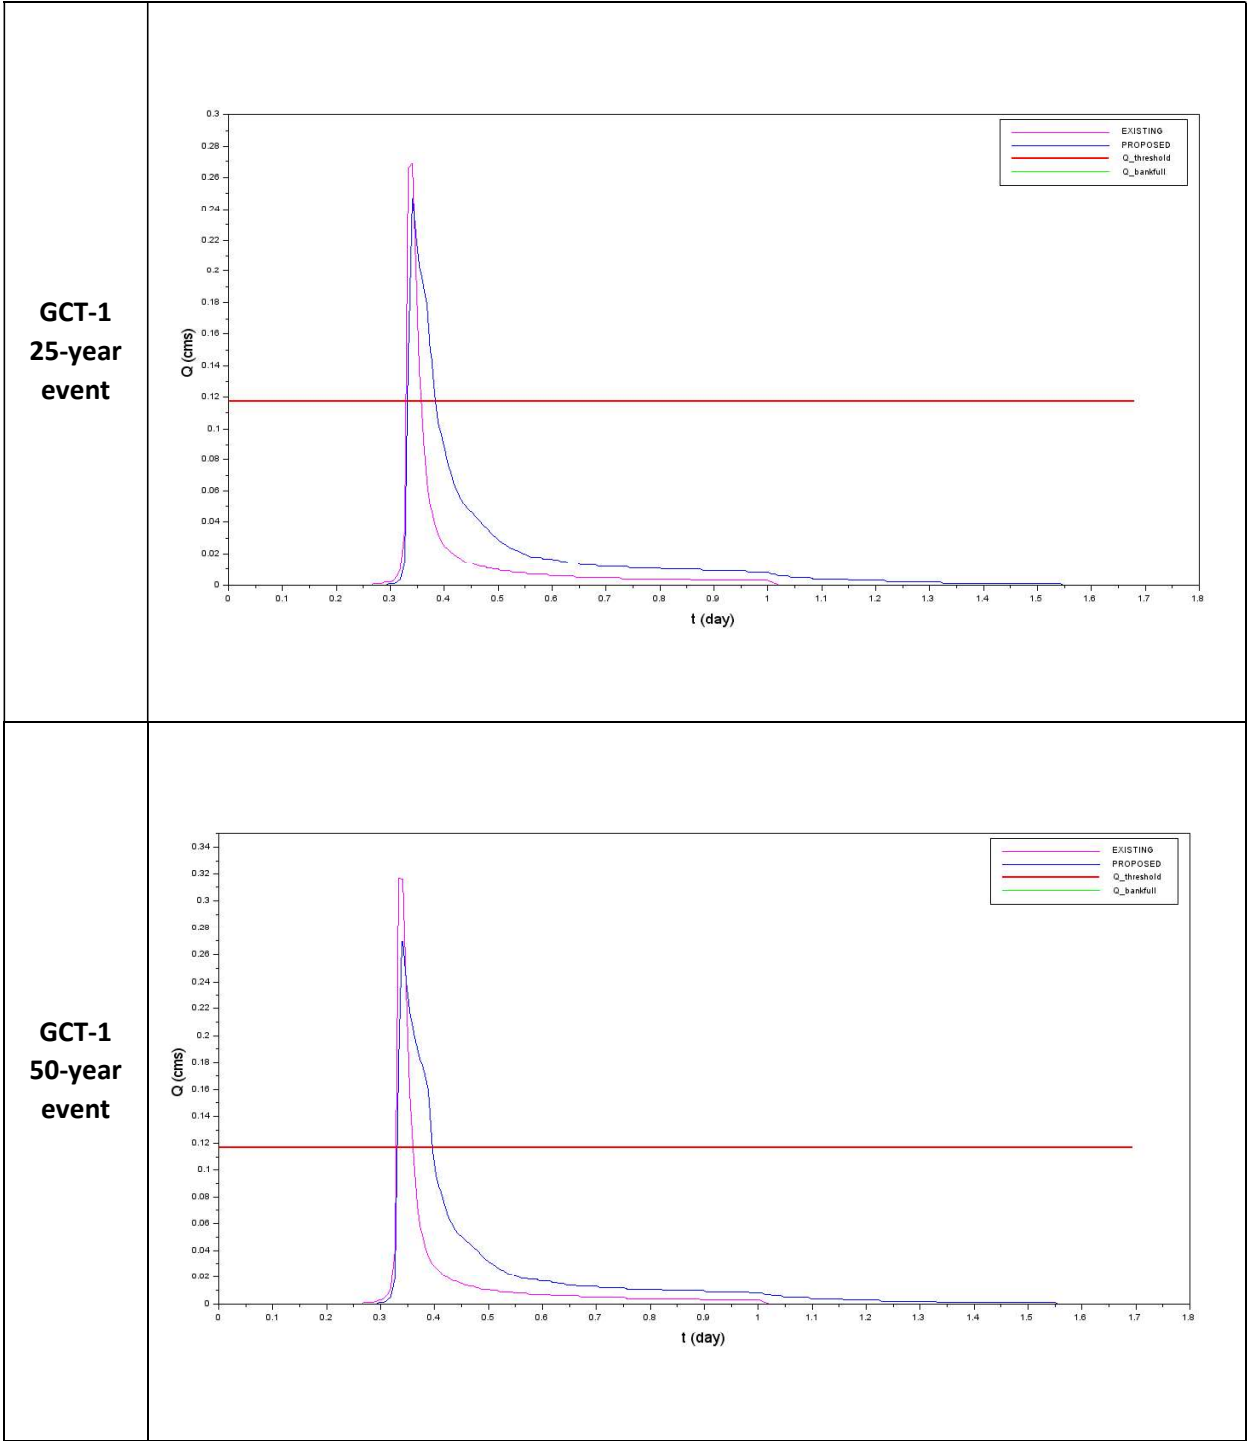 GCT-1
25-year
event
0.3
0.28
0.26
0.24
0.22
0.2
0.18
0.16
0.14
0.12
0.1
0.08
0.06
0.04
0.02
0
Q (cms)
EXISTING
PROPOSED
Q_threshold
Q_bankfull
0 0.1 0.2 0.3 0.4 0.5 0.6 0.7 0.8 0.9 1 1.1 1.2 1.3 1.4 1.5 1.6 1.7 1.8
t (day)
GCT-1
50-year
event
0.34
0.32
0.3
0.28
0.26
0.24
0.22
0.2
0.18
0.16
0.14
0.12
0.1
0.08
0.06
0.04
0.02
0
Q (cms)
EXISTING
PROPOSED
Q_threshold
Q_bankfull
0 0.1 0.2 0.3 0.4 0.5 0.6 0.7 0.8 0.9 1 1.1 1.2 1.3 1.4 1.5 1.6 1.7 1.8
t (day)